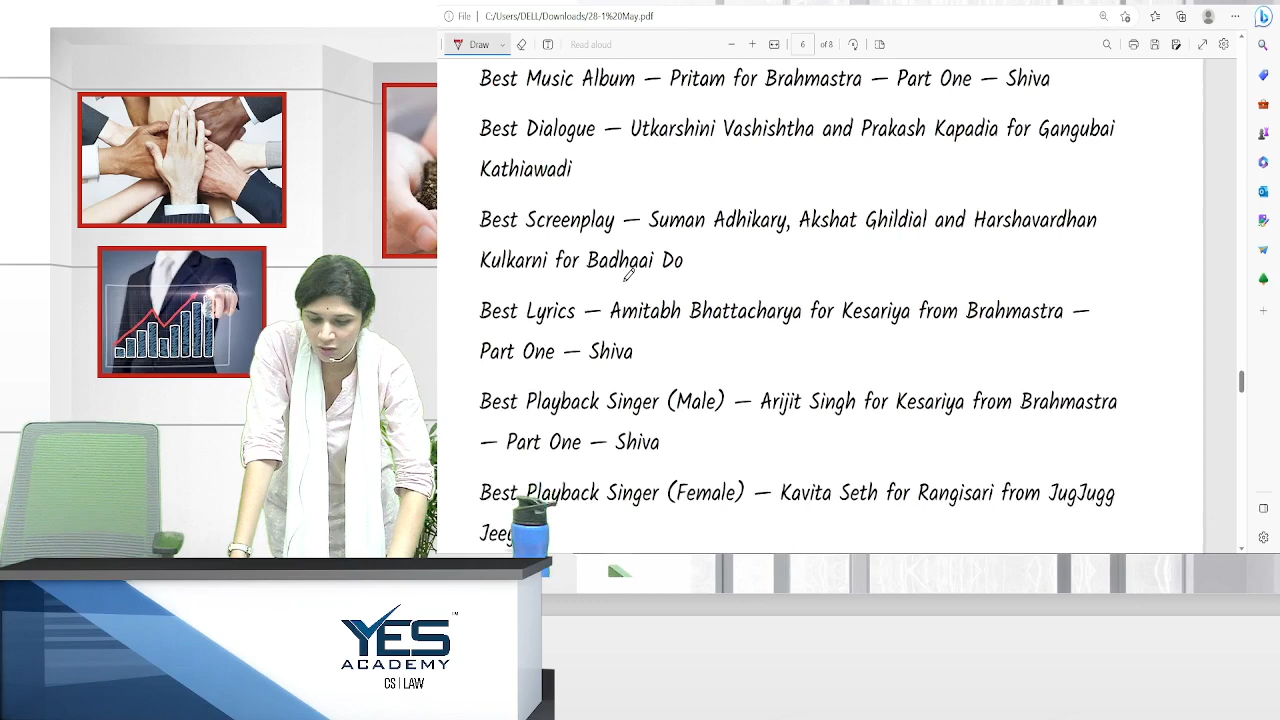 File
C:/Users/DELL/Downloads/28-1%20May.pdf
Draw
Read aloud
6
of 8
Best Music Album — Pritam for Brahmastra — Part One — Shiva
Best Dialogue — Utkarshini Vashishtha and Prakash Kapadia for Gangubai
Kathiawadi
Best Screenplay — Suman Adhikary, Akshat Ghildial and Harshavardhan
Kulkarni for Badhaai Do
Best Lyrics — Amitabh Bhattacharya for Kesariya from Brahmastra —
Part One — Shiva
Best Playback Singer (Male) — Arijit Singh for Kesariya from Brahmastra
— Part One — Shiva
Best Playback Singer (Female) — Kavita Seth for Rangisari from JugJugg
YES
ACADEMY
CS | LAW
TM